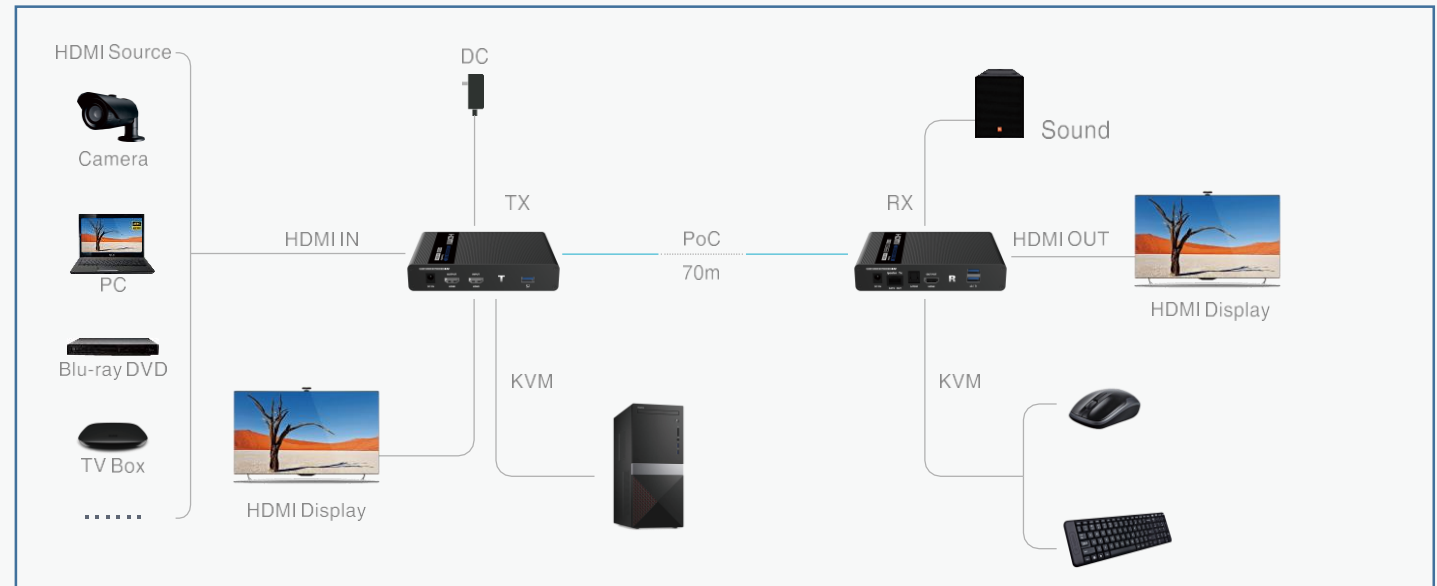 HDMI Source
Camera
PC
Blu-ray DVD
TV Box
......
HDMI IN
DC
TX
HDMI Display
KVM
PoC
70m
RX
Sound
HDMI OUT
HDMI Display
KVM
T
R